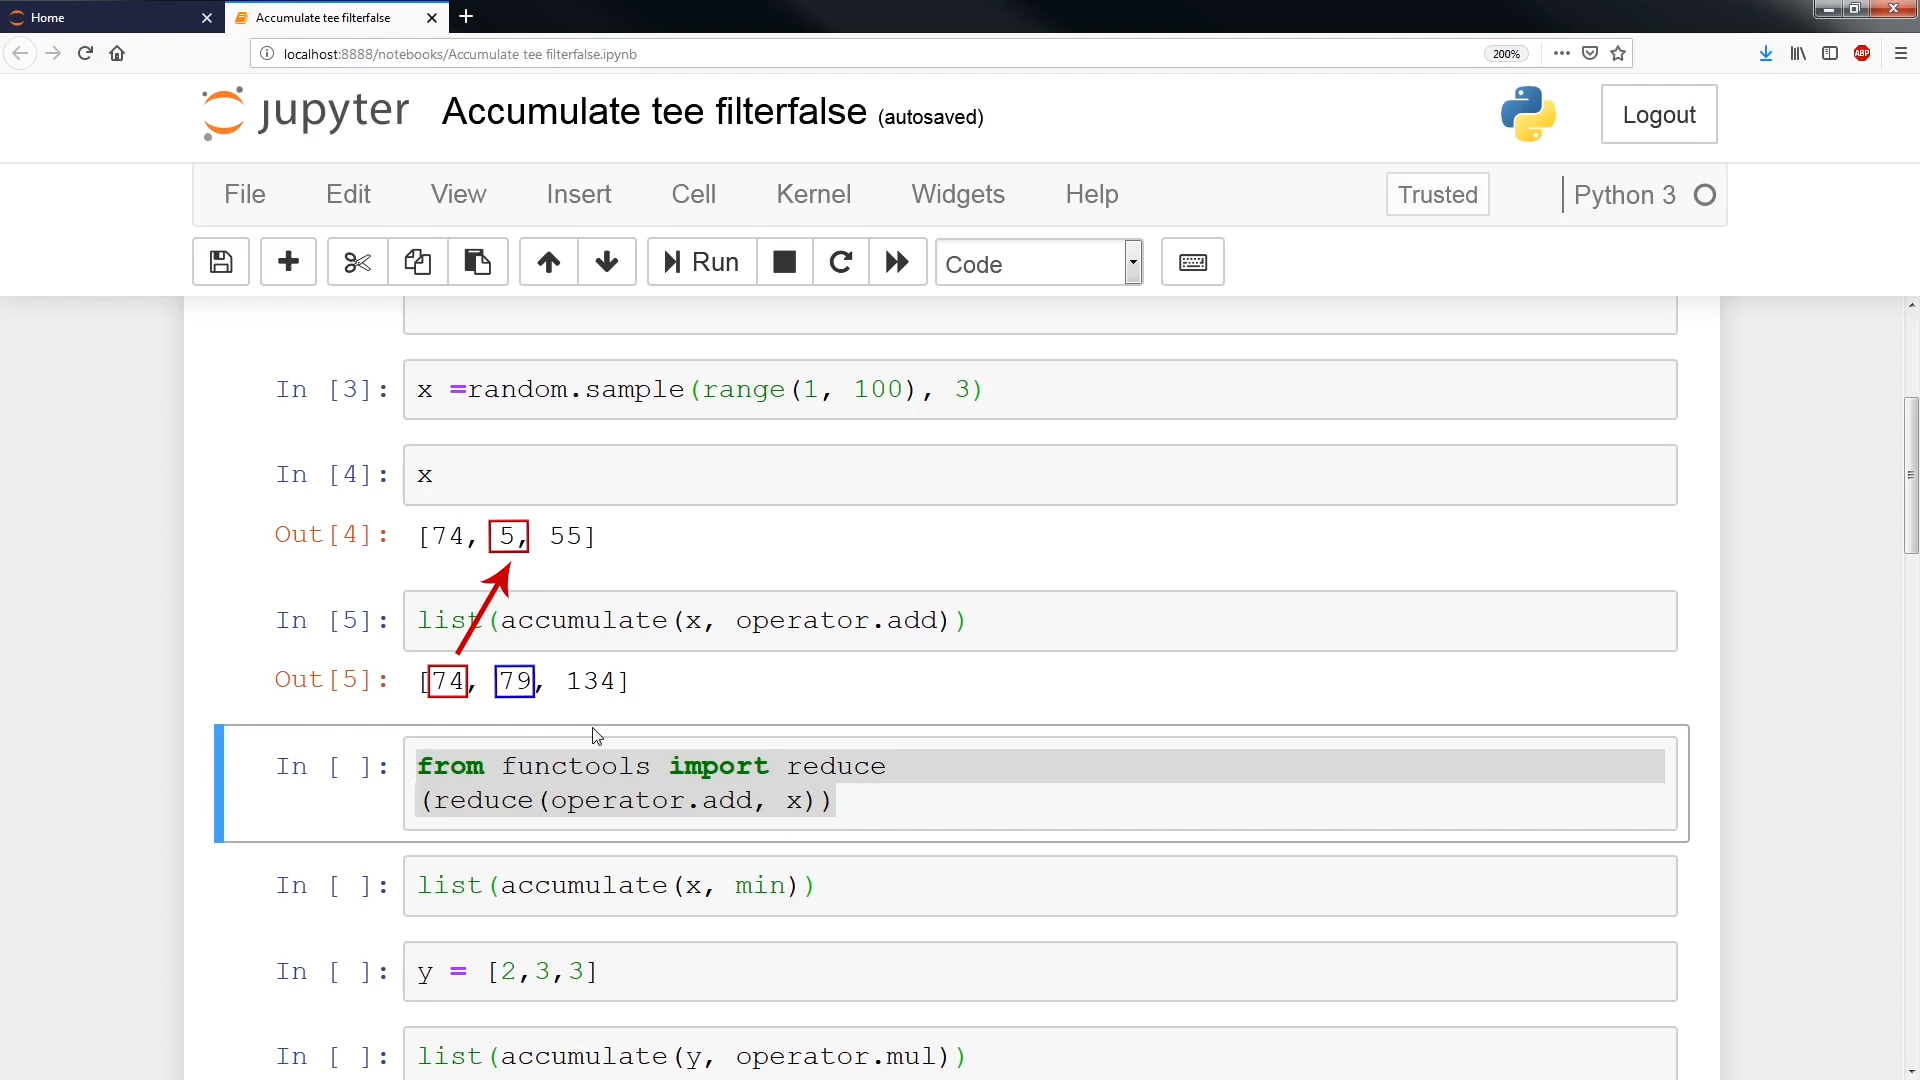 Home
Accumulate tee filterfalse
localhost:8888/notebooks/Accumulate tee filterfalse.ipynb
200%
ABP
jupyter Accumulate tee filterfalse (autosaved)
Logout
File Edit View Insert Cell Kernel Widgets Help Trusted Python 3
Run Code
In [3]: x =random.sample(range(1, 100), 3)
In [4]: x
Out[4]: [74, 5, 55]
In [5]: list(accumulate(x, operator.add))
Out[5]: [74, 79, 134]
In [ ]: from functools import reduce
(reduce(operator.add, x))
In [ ]: list(accumulate(x, min))
In [ ]: y = [2,3,3]
In [ ]: list(accumulate(y, operator.mul))